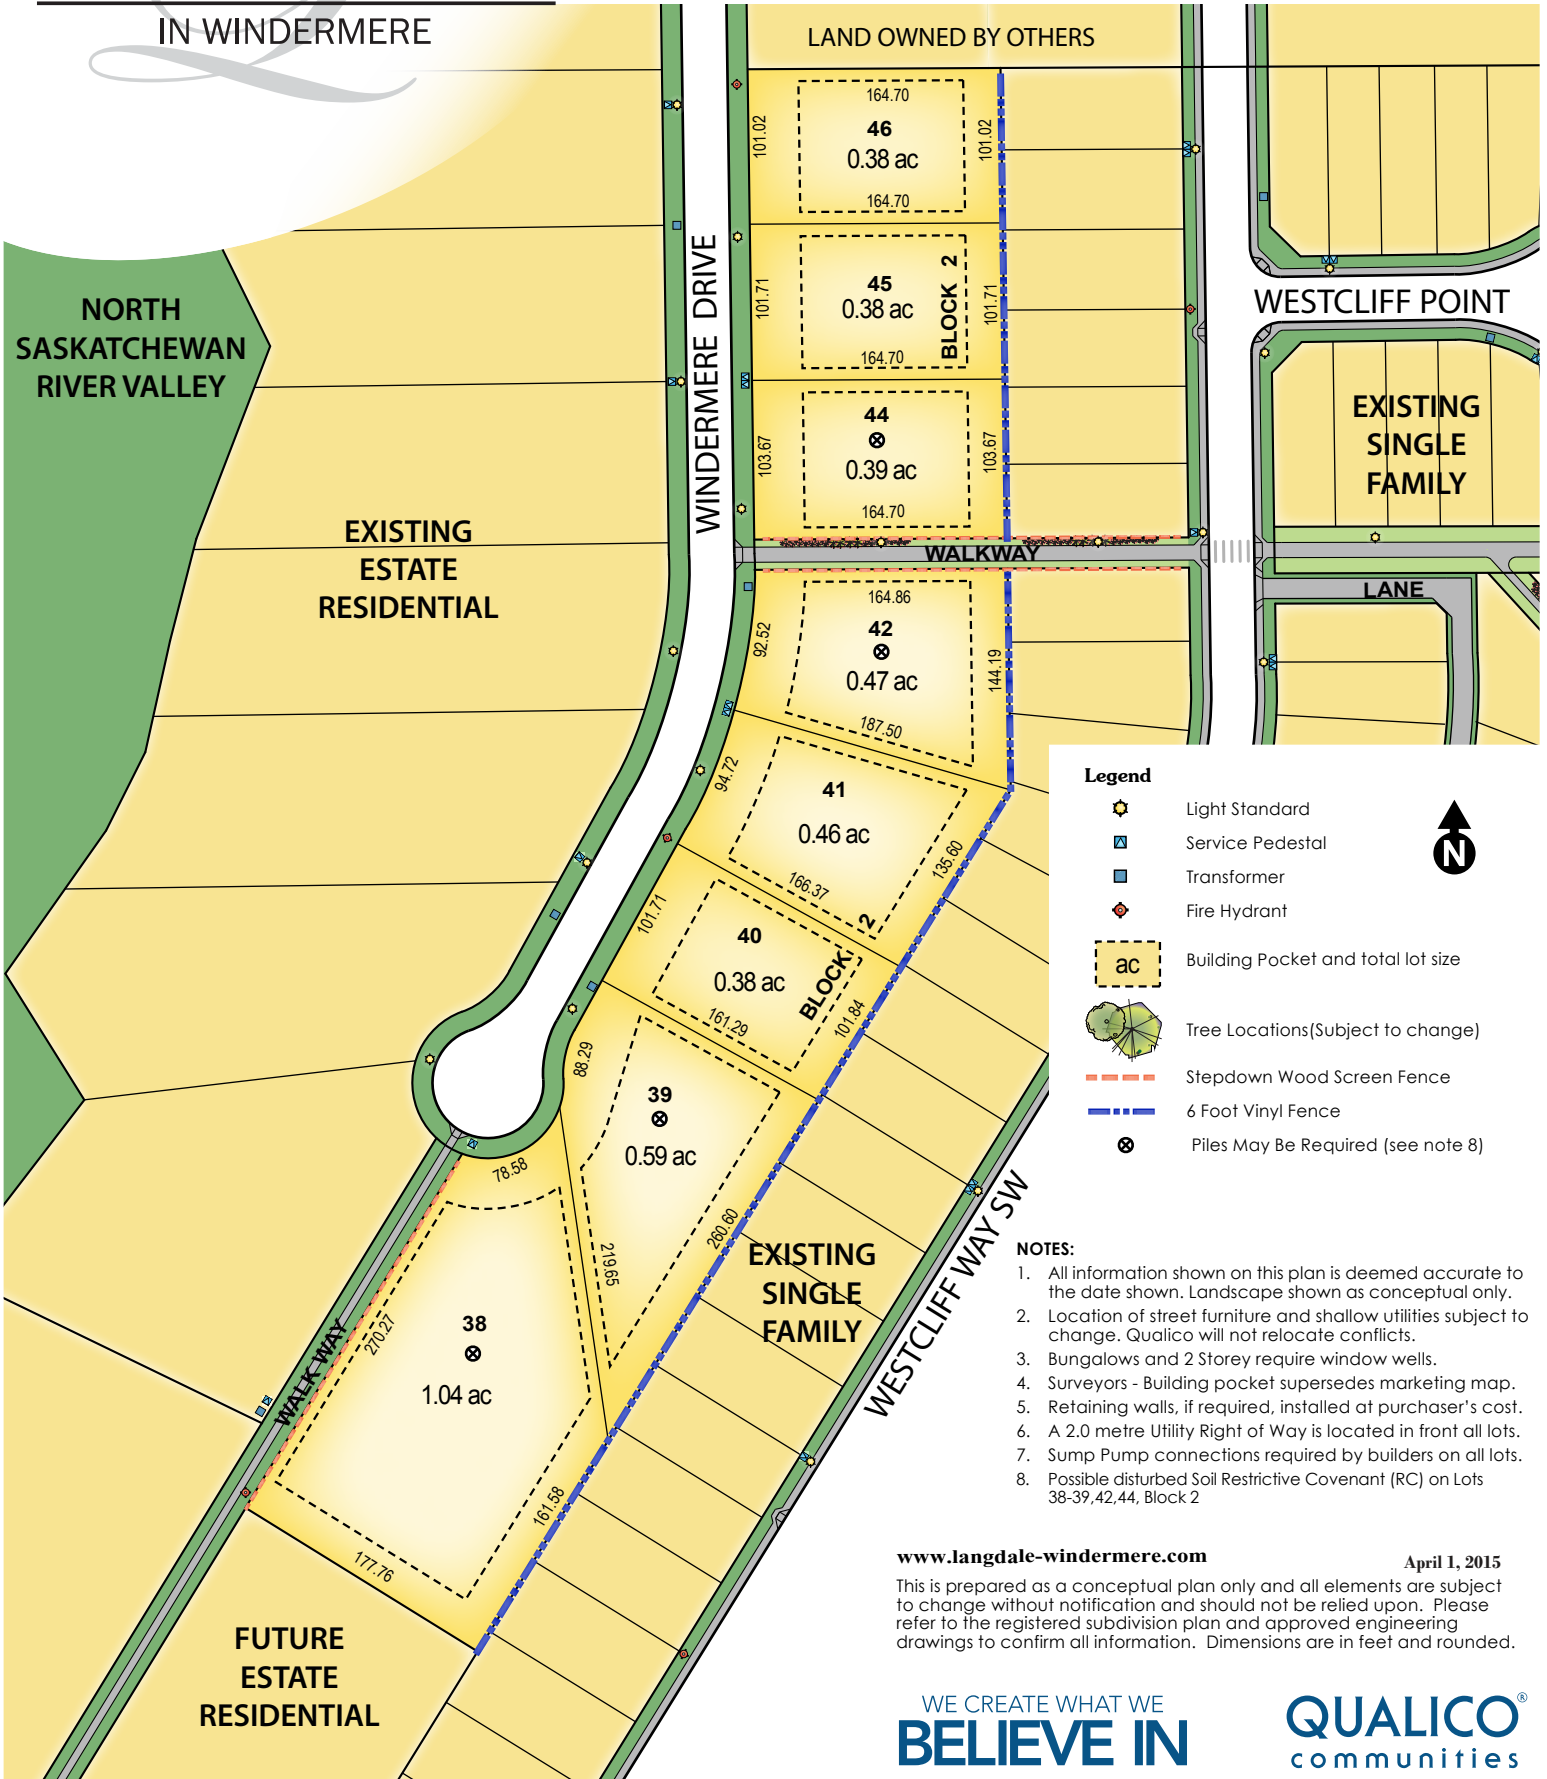 IN WINDERMERE
LAND OWNED BY OTHERS
164.70
101.02
46
0.38 ac
101.02
164.70
WINDERMERE DRIVE
101.71
45
0.38 ac
BLOCK 2
101.71
164.70
WESTCLIFF POINT
NORTH
SASKATCHEWAN
RIVER VALLEY
103.67
44
0.39 ac
103.67
164.70
EXISTING
SINGLE
FAMILY
EXISTING
ESTATE
RESIDENTIAL
WALKWAY
LANE
164.86
92.52
42
0.47 ac
144.19
187.50
94.72
41
0.46 ac
135.60
166.37
101.71
40
0.38 ac
BLOCK 2
101.84
161.29
88.29
39
0.59 ac
260.60
219.65
78.58
38
1.04 ac
270.27
WALK WAY
161.58
177.76
EXISTING
SINGLE
FAMILY
WESTCLIFF WAY SW
FUTURE
ESTATE
RESIDENTIAL
Legend
Light Standard
Service Pedestal
Transformer
Fire Hydrant
N
ac
Building Pocket and total lot size
Tree Locations(Subject to change)
Stepdown Wood Screen Fence
6 Foot Vinyl Fence
Piles May Be Required (see note 8)
NOTES:
1. All information shown on this plan is deemed accurate to
the date shown. Landscape shown as conceptual only.
2. Location of street furniture and shallow utilities subject to
change. Qualico will not relocate conflicts.
3. Bungalows and 2 Storey require window wells.
4. Surveyors - Building pocket supersedes marketing map.
5. Retaining walls, if required, installed at purchaser's cost.
6. A 2.0 metre Utility Right of Way is located in front all lots.
7. Sump Pump connections required by builders on all lots.
8. Possible disturbed Soil Restrictive Covenant (RC) on Lots
38-39,42,44, Block 2
www.langdale-windermere.com
April 1, 2015
This is prepared as a conceptual plan only and all elements are subject
to change without notification and should not be relied upon. Please
refer to the registered subdivision plan and approved engineering
drawings to confirm all information. Dimensions are in feet and rounded.
WE CREATE WHAT WE
BELIEVE IN
QUALICO®
communities